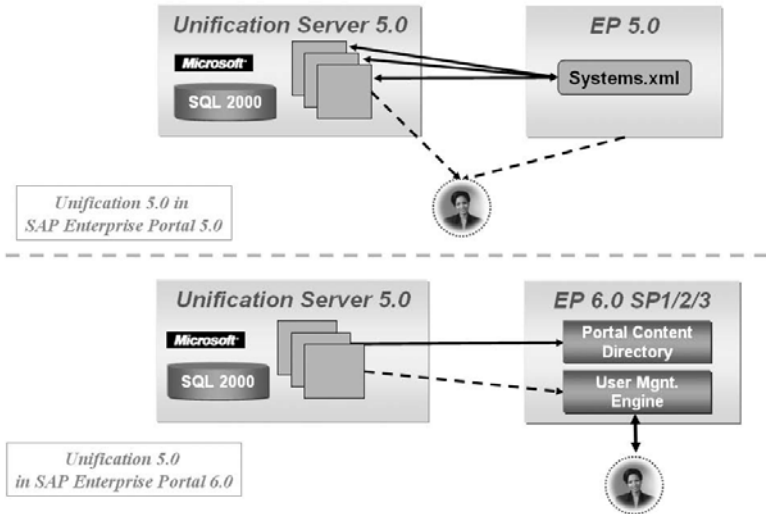 Unification Server 5.0
EP 5.0
Microsoft
SQL 2000
Systems.xml
Unification 5.0 in
SAP Enterprise Portal 5.0
Unification Server 5.0
EP 6.0 SP1/2/3
Microsoft
SQL 2000
Portal Content
Directory
User Mgnt.
Engine
Unification 5.0
in SAP Enterprise Portal 6.0